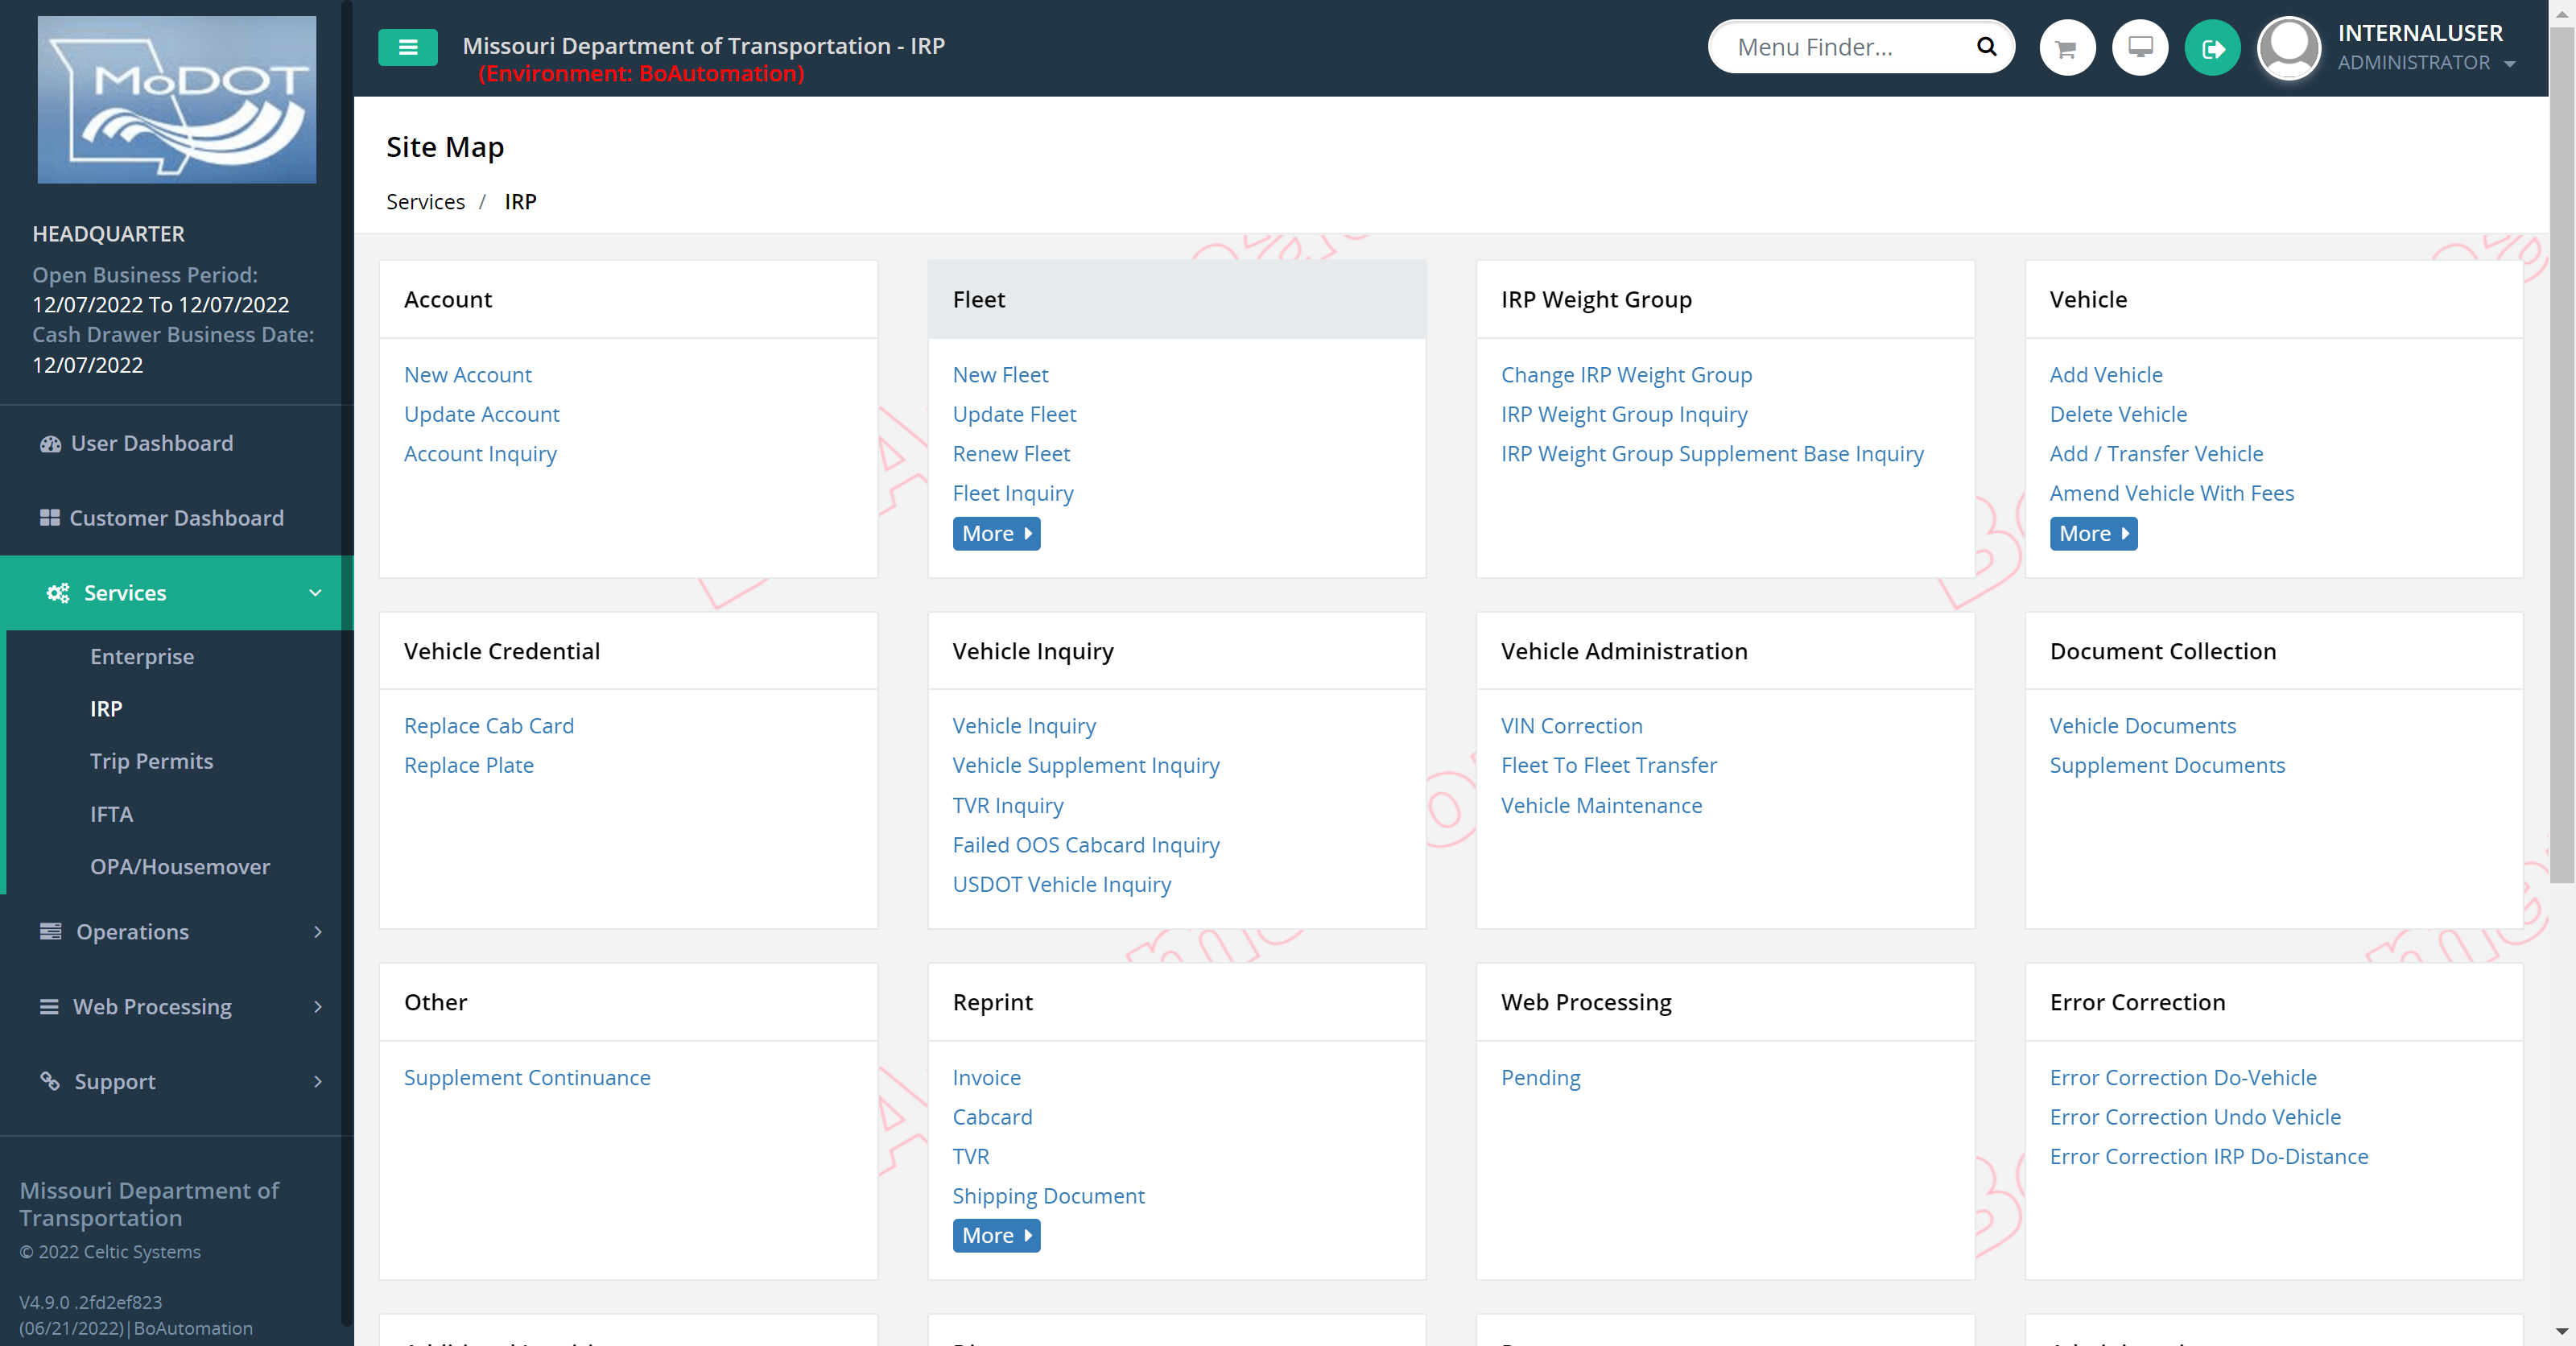 MoDOT
Missouri Department of Transportation - IRP
(Environment: BoAutomation)
Menu Finder...
INTERNALUSER
ADMINISTRATOR
HEADQUARTER
Open Business Period:
12/07/2022 To 12/07/2022
Cash Drawer Business Date:
12/07/2022
User Dashboard
Customer Dashboard
Services
Enterprise
IRP
Trip Permits
IFTA
OPA/Housemover
Operations
Web Processing
Support
Missouri Department of
Transportation
© 2022 Celtic Systems
V4.9.0 .2fd2ef823
(06/21/2022)|BoAutomation
Site Map
Services / IRP
Account
New Account
Update Account
Account Inquiry
Fleet
New Fleet
Update Fleet
Renew Fleet
Fleet Inquiry
More
IRP Weight Group
Change IRP Weight Group
IRP Weight Group Inquiry
IRP Weight Group Supplement Base Inquiry
Vehicle
Add Vehicle
Delete Vehicle
Add / Transfer Vehicle
Amend Vehicle With Fees
More
Vehicle Credential
Replace Cab Card
Replace Plate
Vehicle Inquiry
Vehicle Inquiry
Vehicle Supplement Inquiry
TVR Inquiry
Failed OOS Cabcard Inquiry
USDOT Vehicle Inquiry
Vehicle Administration
VIN Correction
Fleet To Fleet Transfer
Vehicle Maintenance
Document Collection
Vehicle Documents
Supplement Documents
Other
Supplement Continuance
Reprint
Invoice
Cabcard
TVR
Shipping Document
More
Web Processing
Pending
Error Correction
Error Correction Do-Vehicle
Error Correction Undo Vehicle
Error Correction IRP Do-Distance